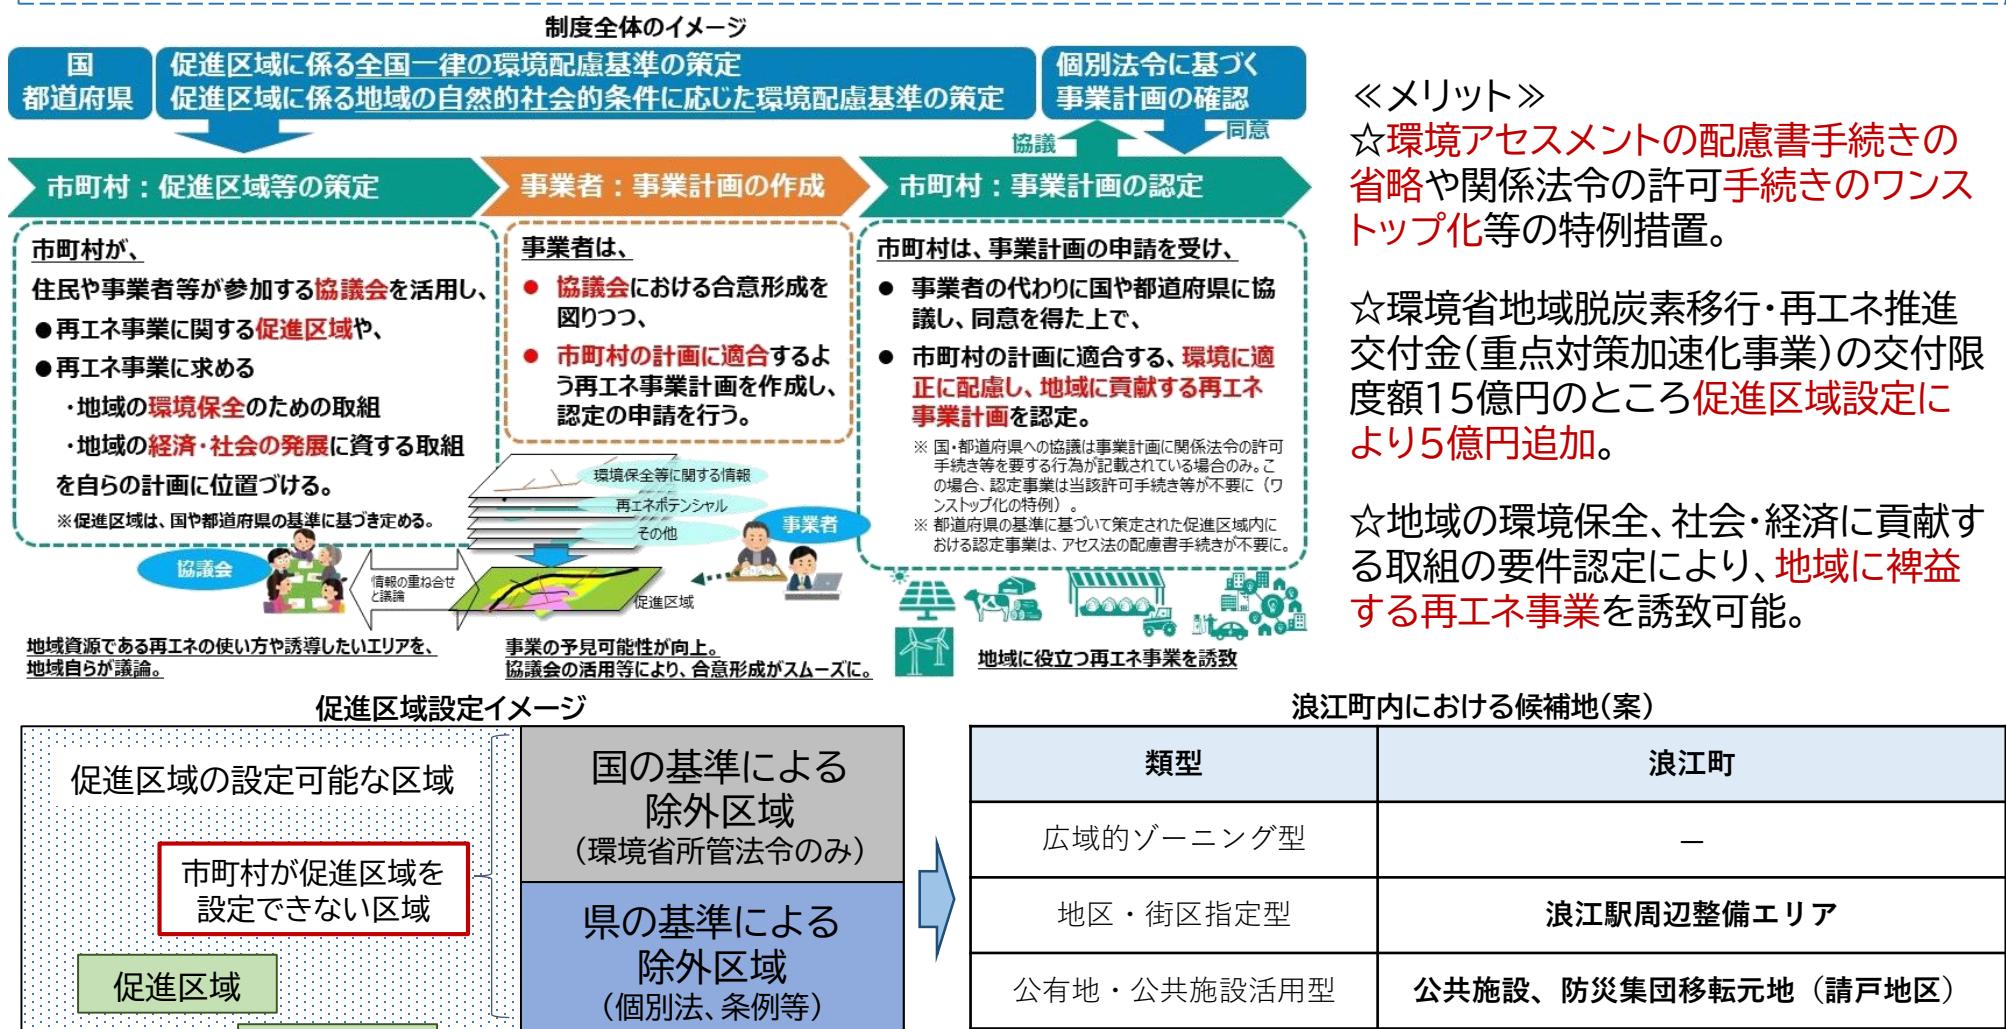 制度全体のイメージ
国
都道府県
促進区域に係る全国一律の環境配慮基準の策定
促進区域に係る地域の自然的社会的条件に応じた環境配慮基準の策定
個別法令に基づく
事業計画の確認
協議
同意
市町村：促進区域等の策定
事業者：事業計画の作成
市町村：事業計画の認定
市町村が、
住民や事業者等が参加する協議会を活用し、
●再エネ事業に関する促進区域や、
●再エネ事業に求める
・地域の環境保全のための取組
・地域の経済・社会の発展に資する取組
を自らの計画に位置づける。
※促進区域は、国や都道府県の基準に基づき定める。
事業者は、
● 協議会における合意形成を
図りつつ、
● 市町村の計画に適合するよ
う再エネ事業計画を作成し、
認定の申請を行う。
市町村は、事業計画の申請を受け、
● 事業者の代わりに国や都道府県に協
議し、同意を得た上で、
● 市町村の計画に適合する、環境に適
正に配慮し、地域に貢献する再エネ
事業計画を認定。
※ 国・都道府県への協議は事業計画に関係法令の許可
手続き等を要する行為が記載されている場合のみ。こ
の場合、認定事業は当該許可手続き等が不要に（ワ
ンストップ化の特例）。
※ 都道府県の基準に基づいて策定された促進区域内に
おける認定事業は、アセス法の配慮書手続きが不要に。
環境保全等に関する情報
再エネポテンシャル
その他
事業者
協議会
情報の重ね合せ
と議論
促進区域
地域資源である再エネの使い方や誘導したいエリアを、
地域自らが議論。
事業の予見可能性が向上。
協議会の活用等により、合意形成がスムーズに。
地域に役立つ再エネ事業を誘致
≪メリット≫
☆環境アセスメントの配慮書手続きの
省略や関係法令の許可手続きのワンス
トップ化等の特例措置。
☆環境省地域脱炭素移行・再エネ推進
交付金(重点対策加速化事業)の交付限
度額15億円のところ促進区域設定に
より5億円追加。
☆地域の環境保全、社会・経済に貢献す
る取組の要件認定により、地域に裨益
する再エネ事業を誘致可能。
促進区域設定イメージ
促進区域の設定可能な区域
市町村が促進区域を
設定できない区域
促進区域
国の基準による
除外区域
（環境省所管法令のみ）
県の基準による
除外区域
（個別法、条例等）
浪江町内における候補地(案)
類型 浪江町
広域的ゾーニング型 －
地区・街区指定型 浪江駅周辺整備エリア
公有地・公共施設活用型 公共施設、防災集団移転元地（請戸地区）